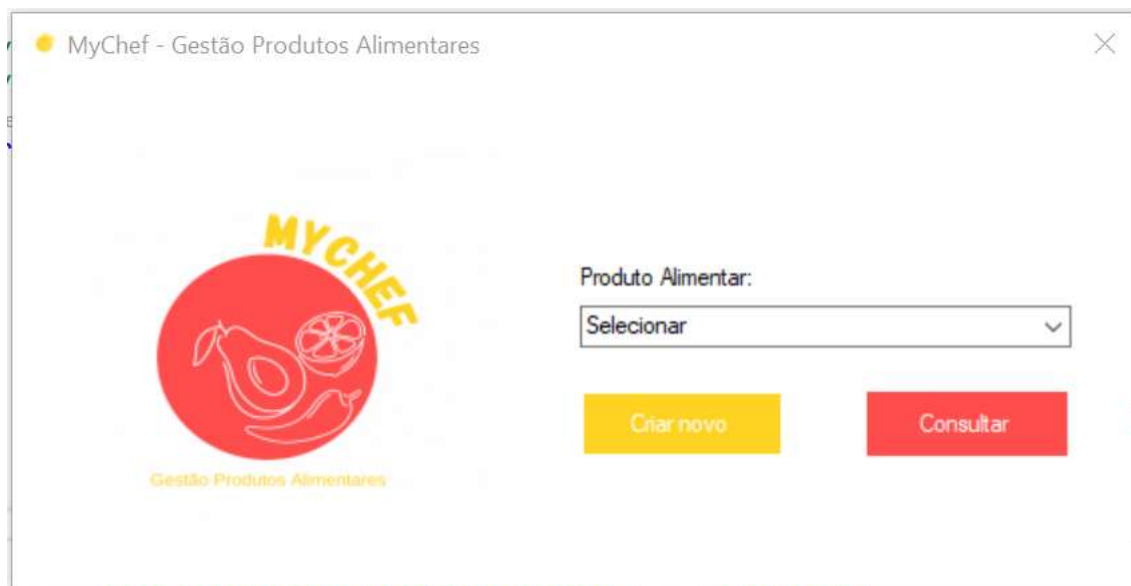 MyChef - Gestão Produtos Alimentares
MYCHEF
Gestão Produtos Alimentares
Produto Alimentar:
Selecionar
Criar novo
Consultar